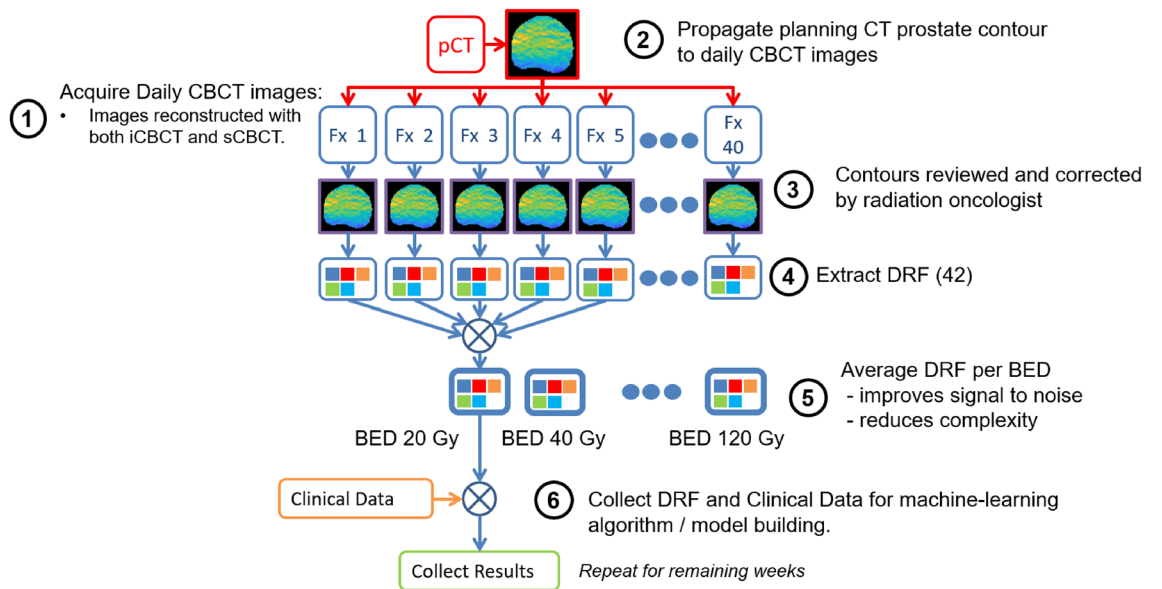 pCT
2
Propagate planning CT prostate contour
to daily CBCT images
1
Acquire Daily CBCT images:
• Images reconstructed with
both iCBCT and sCBCT.
Fx 1
Fx 2
Fx 3
Fx 4
Fx 5
Fx
40
3
Contours reviewed and corrected
by radiation oncologist
4
Extract DRF (42)
5
Average DRF per BED
- improves signal to noise
- reduces complexity
BED 20 Gy
BED 40 Gy
BED 120 Gy
Clinical Data
6
Collect DRF and Clinical Data for machine-learning
algorithm / model building.
Collect Results
Repeat for remaining weeks